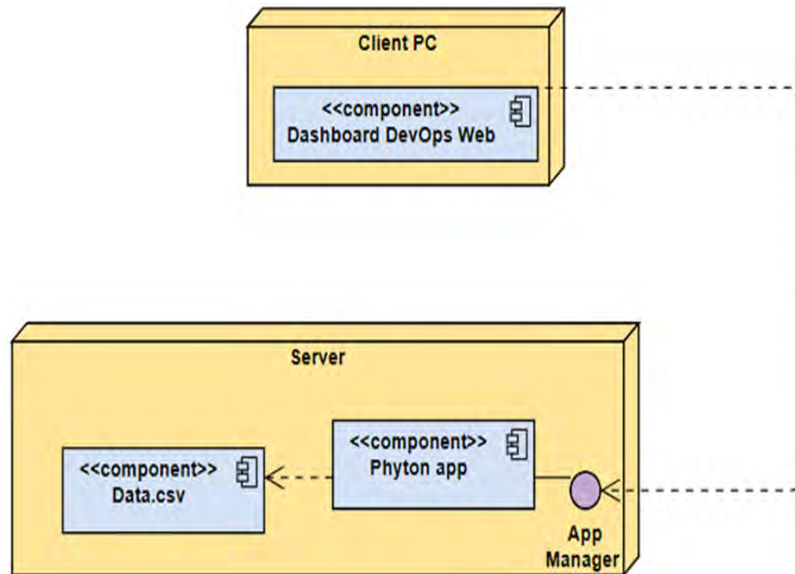 Client PC
<<component>>
Dashboard DevOps Web
Server
<<component>>
Data.csv
<<component>>
Phyton app
App
Manager